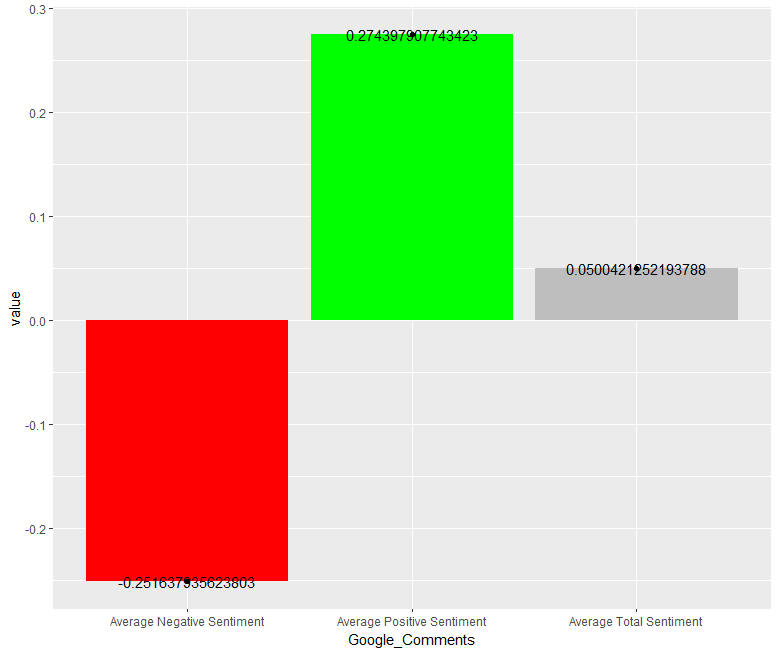 0.3
0.274397907743423
0.2
0.1
0.0500421252193788
0.0
-0.1
-0.2
-0.251637935623803
value
Average Negative Sentiment
Average Positive Sentiment
Average Total Sentiment
Google_Comments